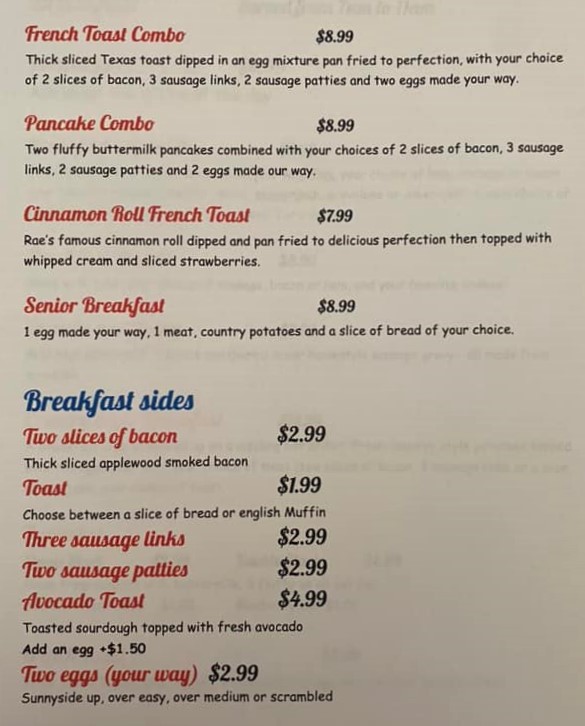 French Toast Combo $8.99
Thick sliced Texas toast dipped in an egg mixture pan fried to perfection, with your choice
of 2 slices of bacon, 3 sausage links, 2 sausage patties and two eggs made your way.
Pancake Combo $8.99
Two fluffy buttermilk pancakes combined with your choices of 2 slices of bacon, 3 sausage
links, 2 sausage patties and 2 eggs made our way.
Cinnamon Roll French Toast $7.99
Rae's famous cinnamon roll dipped and pan fried to delicious perfection then topped with
whipped cream and sliced strawberries.
Senior Breakfast $8.99
1 egg made your way, 1 meat, country potatoes and a slice of bread of your choice.
Breakfast sides
Two slices of bacon $2.99
Thick sliced applewood smoked bacon
Toast $1.99
Choose between a slice of bread or english Muffin
Three sausage links $2.99
Two sausage patties $2.99
Avocado Toast $4.99
Toasted sourdough topped with fresh avocado
Add an egg +$1.50
Two eggs (your way) $2.99
Sunnyside up, over easy, over medium or scrambled